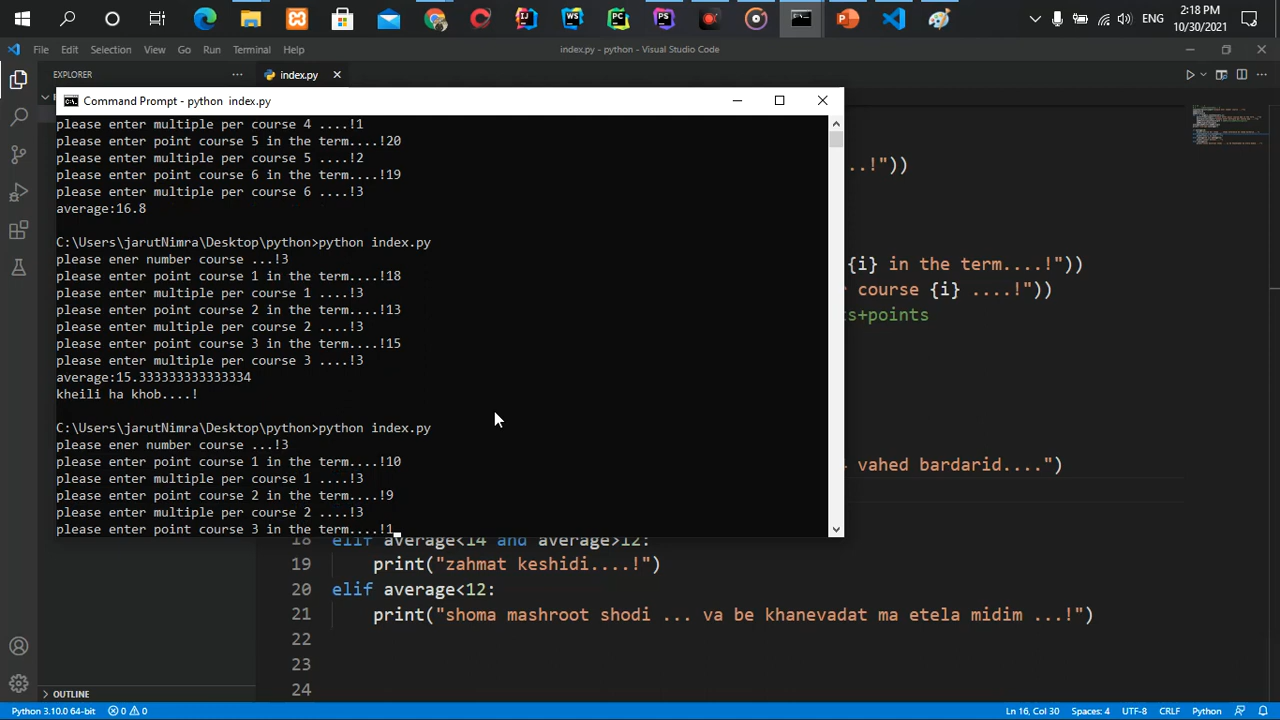 2:18 PM
10/30/2021
ENG
File Edit Selection View Go Run Terminal Help
index.py - python - Visual Studio Code
EXPLORER
index.py
Command Prompt - python  index.py
please enter multiple per course 4 ....!1
please enter point course 5 in the term....!20
please enter multiple per course 5 ....!2
please enter point course 6 in the term....!19
please enter multiple per course 6 ....!3
average:16.8
C:\Users\jarutNimra\Desktop\python>python index.py
please ener number course ...!3
please enter point course 1 in the term....!18
please enter multiple per course 1 ....!3
please enter point course 2 in the term....!13
please enter multiple per course 2 ....!3
please enter point course 3 in the term....!15
please enter multiple per course 3 ....!3
average:15.333333333333334
kheili ha khob....!
C:\Users\jarutNimra\Desktop\python>python index.py
please ener number course ...!3
please enter point course 1 in the term....!10
please enter multiple per course 1 ....!3
please enter point course 2 in the term....!9
please enter multiple per course 2 ....!3
please enter point course 3 in the term....!1
..!"))
{i} in the term....!"))
course {i} ....!"))
s+points
vahed bardarid....")
18 elif average<14 and average>12:
19 print("zahmat keshidi....!")
20 elif average<12:
21 print("shoma mashroot shodi ... va be khanevadat ma etela midim ...!")
22
23
24
OUTLINE
Python 3.10.0 64-bit 0 0 Ln 16, Col 30 Spaces: 4 UTF-8 CRLF Python